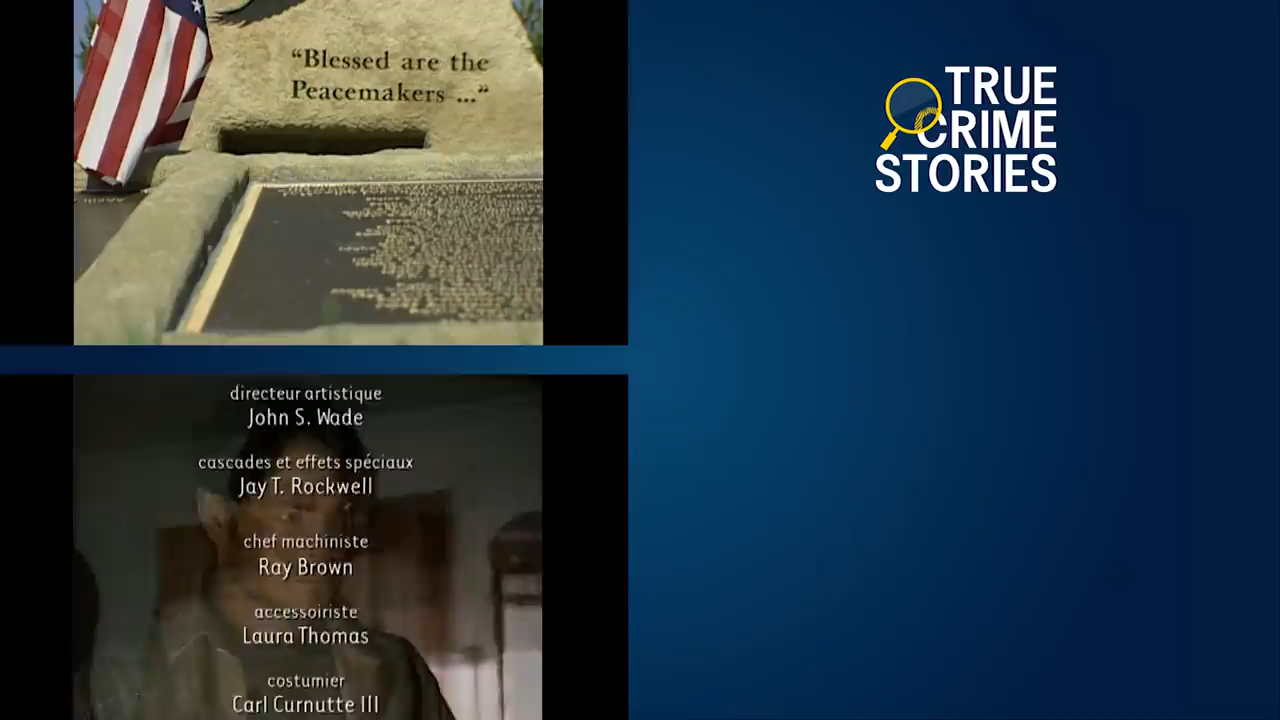 “Blessed are the
Peacemakers ...“
TRUE
CRIME
STORIES
directeur artistique
John S. Wade
cascades et effets spéciaux
Jay T. Rockwell
chef machiniste
Ray Brown
accessoiriste
Laura Thomas
costumier
Carl Curnutte III